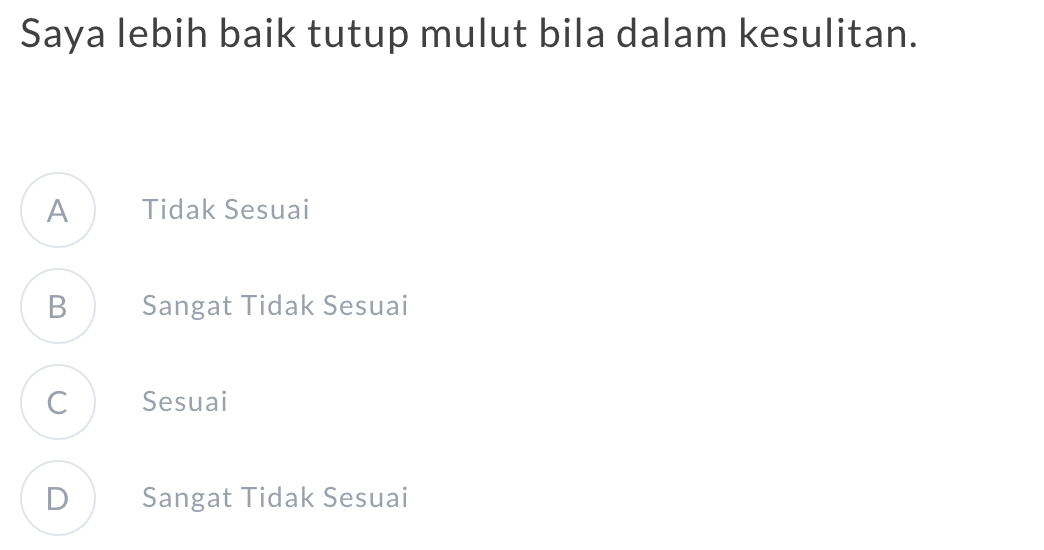 Saya lebih baik tutup mulut bila dalam kesulitan.
A Tidak Sesuai
B Sangat Tidak Sesuai
C Sesuai
D Sangat Tidak Sesuai